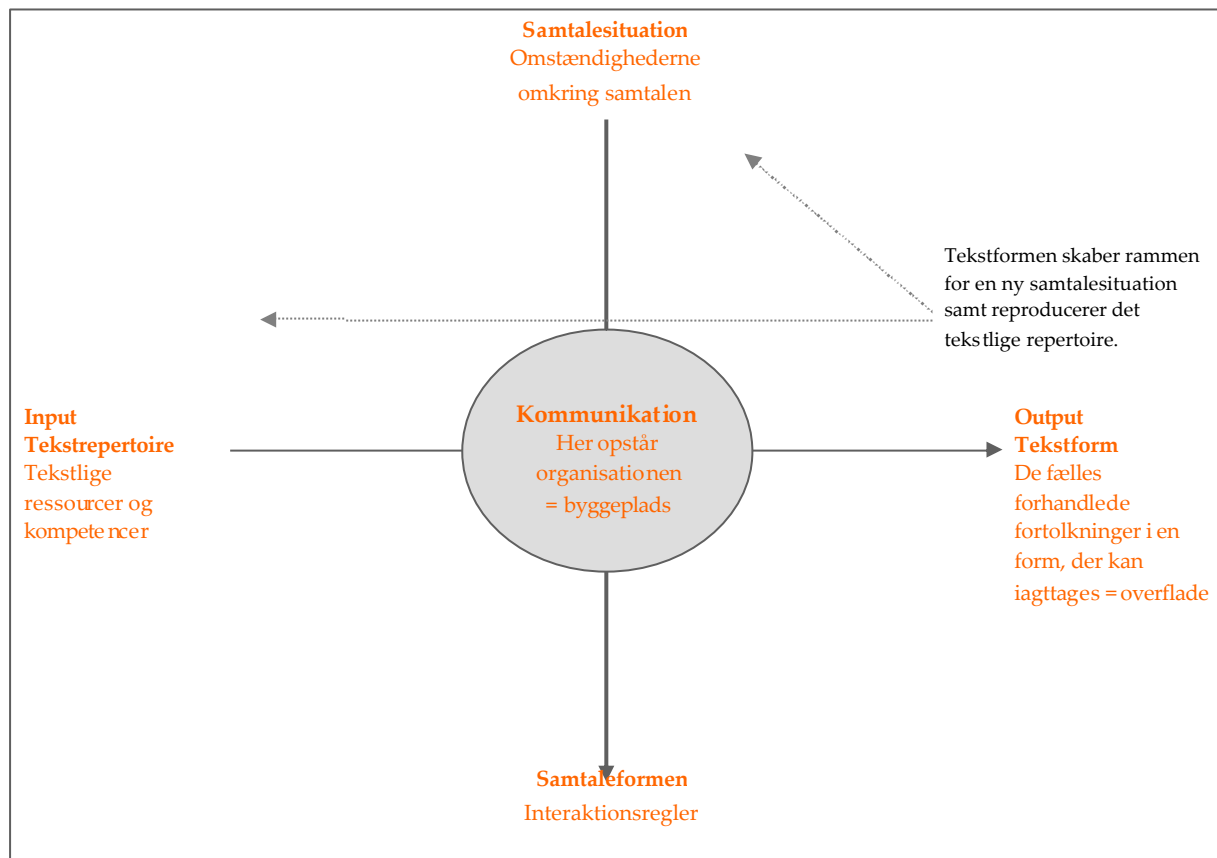 Samtalesituation
Omstændighederne
omkring samtalen
Tekstformen skaber rammen
for en ny samtalesituation
samt reproducerer det
tekstlige repertoire.
Input
Tekstrepertoire
Tekstlige
ressourcer og
kompetencer
Kommunikation
Her opstår
organisationen
= byggeplads
Output
Tekstform
De fælles
forhandlede
fortolkninger i en
form, der kan
iagttages = overflade
Samtaleformen
Interaktionsregler